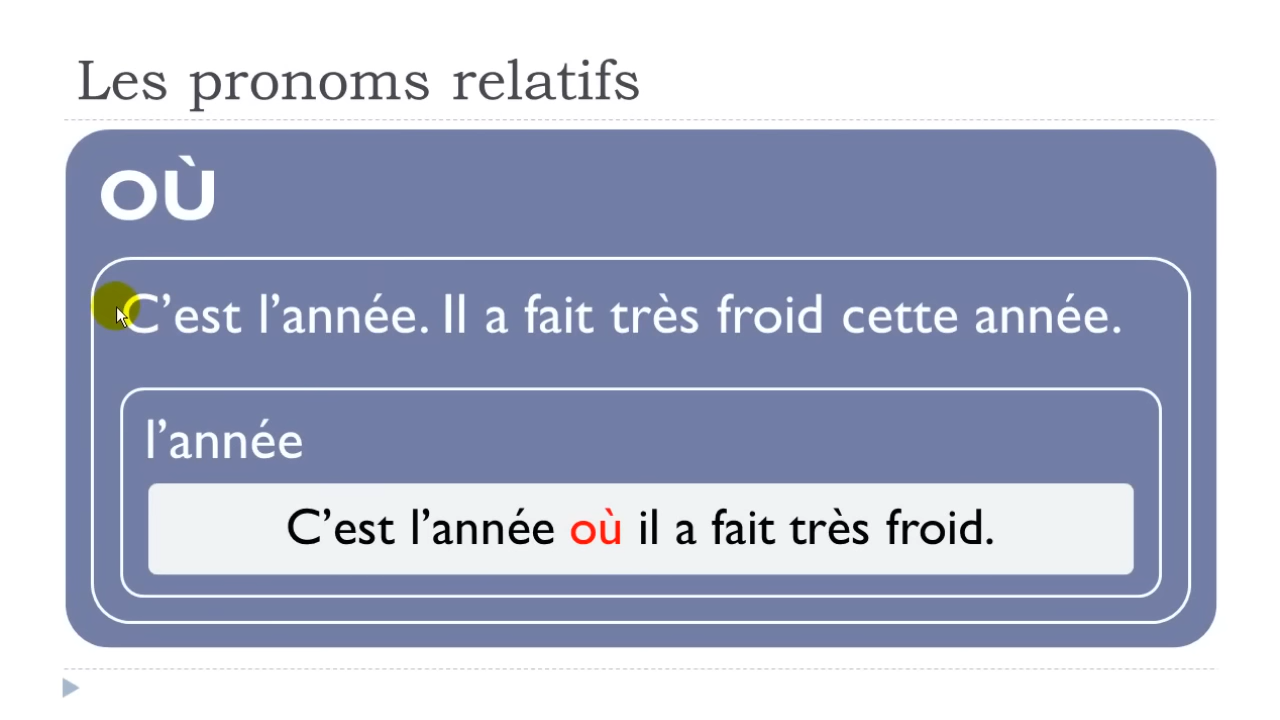 Les pronoms relatifs
OÙ
C’est l’année. Il a fait très froid cette année.
l’année
C’est l’année où il a fait très froid.